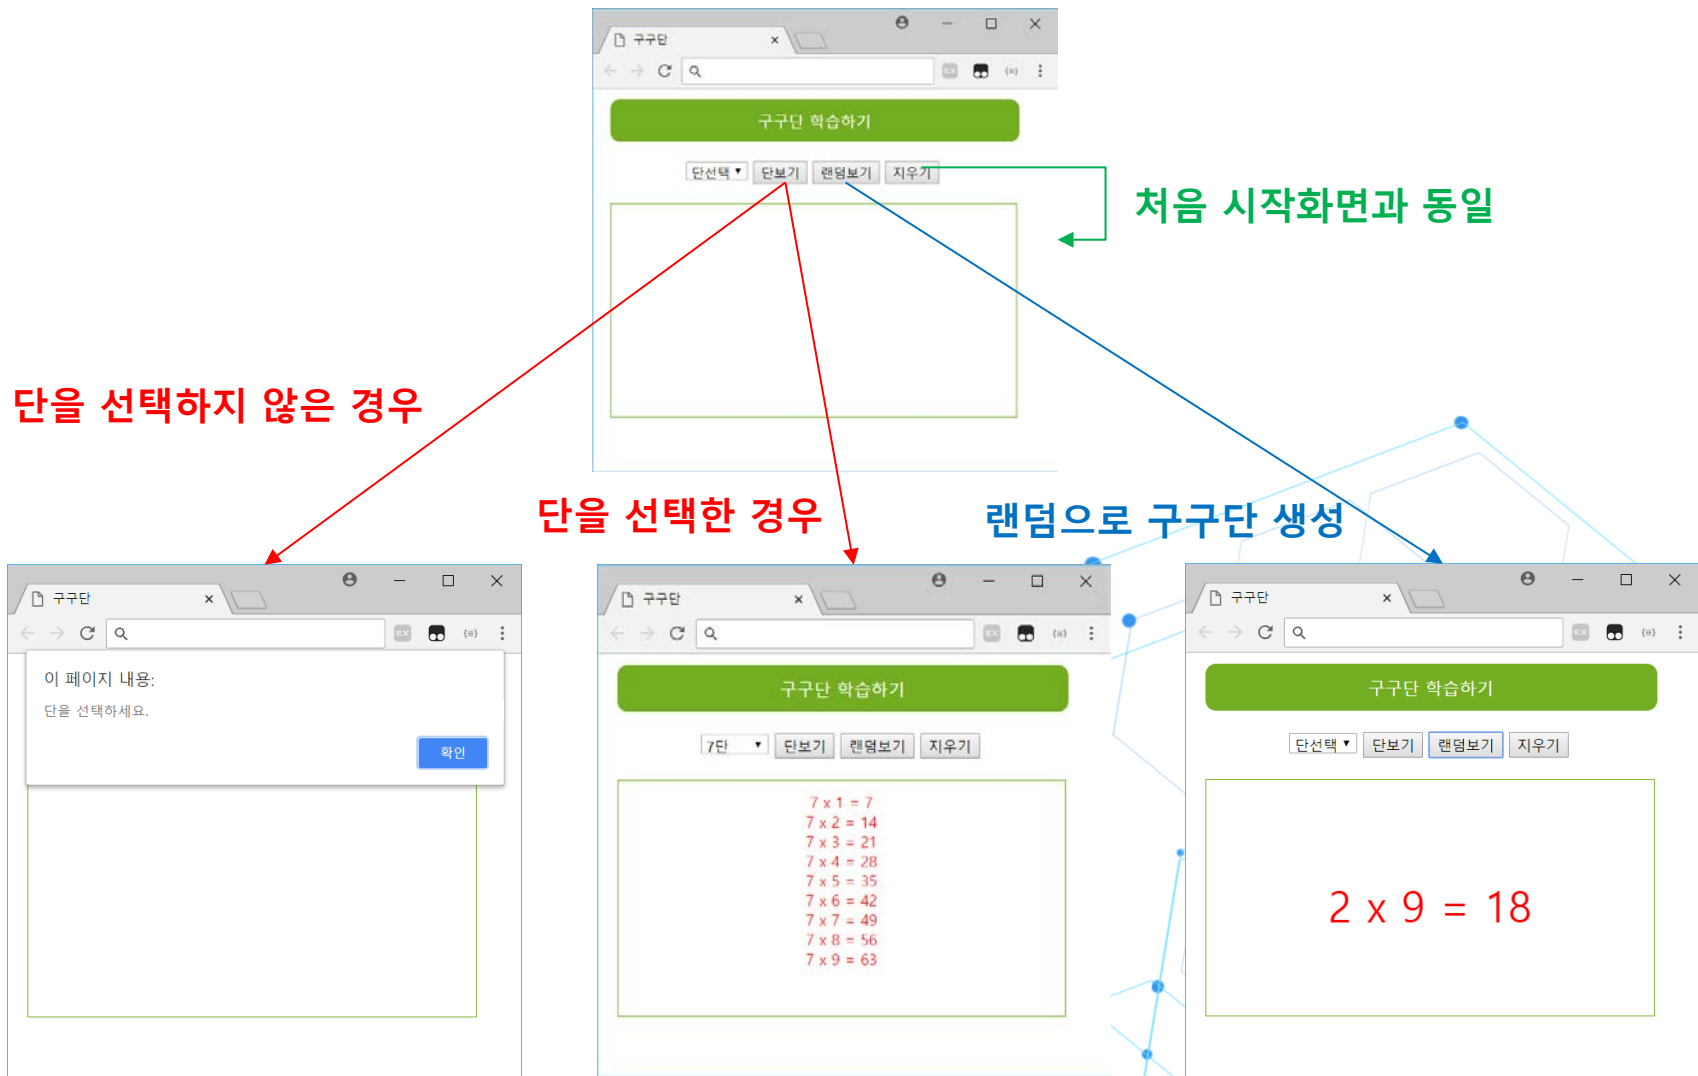 구구단
구구단 학습하기
단선택 단보기 랜덤보기 지우기
처음 시작화면과 동일
단을 선택하지 않은 경우
단을 선택한 경우
랜덤으로 구구단 생성
구구단
EX
이 페이지 내용:
단을 선택하세요.
확인
구구단
EX
구구단 학습하기
7단 단보기 랜덤보기 지우기
7 x 1 = 7
7 x 2 = 14
7 x 3 = 21
7 x 4 = 28
7 x 5 = 35
7 x 6 = 42
7 x 7 = 49
7 x 8 = 56
7 x 9 = 63
구구단
EX
구구단 학습하기
단선택 단보기 랜덤보기 지우기
2 x 9 = 18